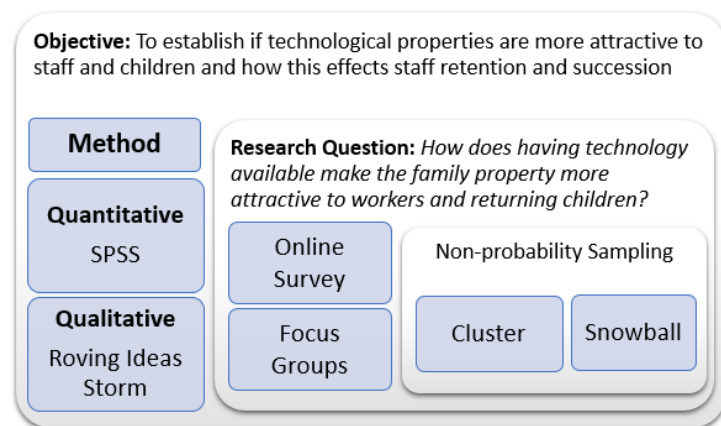 Objective: To establish if technological properties are more attractive to
staff and children and how this effects staff retention and succession
Method
Research Question: How does having technology
available make the family property more
attractive to workers and returning children?
Quantitative
SPSS
Online
Survey
Non-probability Sampling
Qualitative
Roving Ideas
Storm
Focus
Groups
Cluster
Snowball